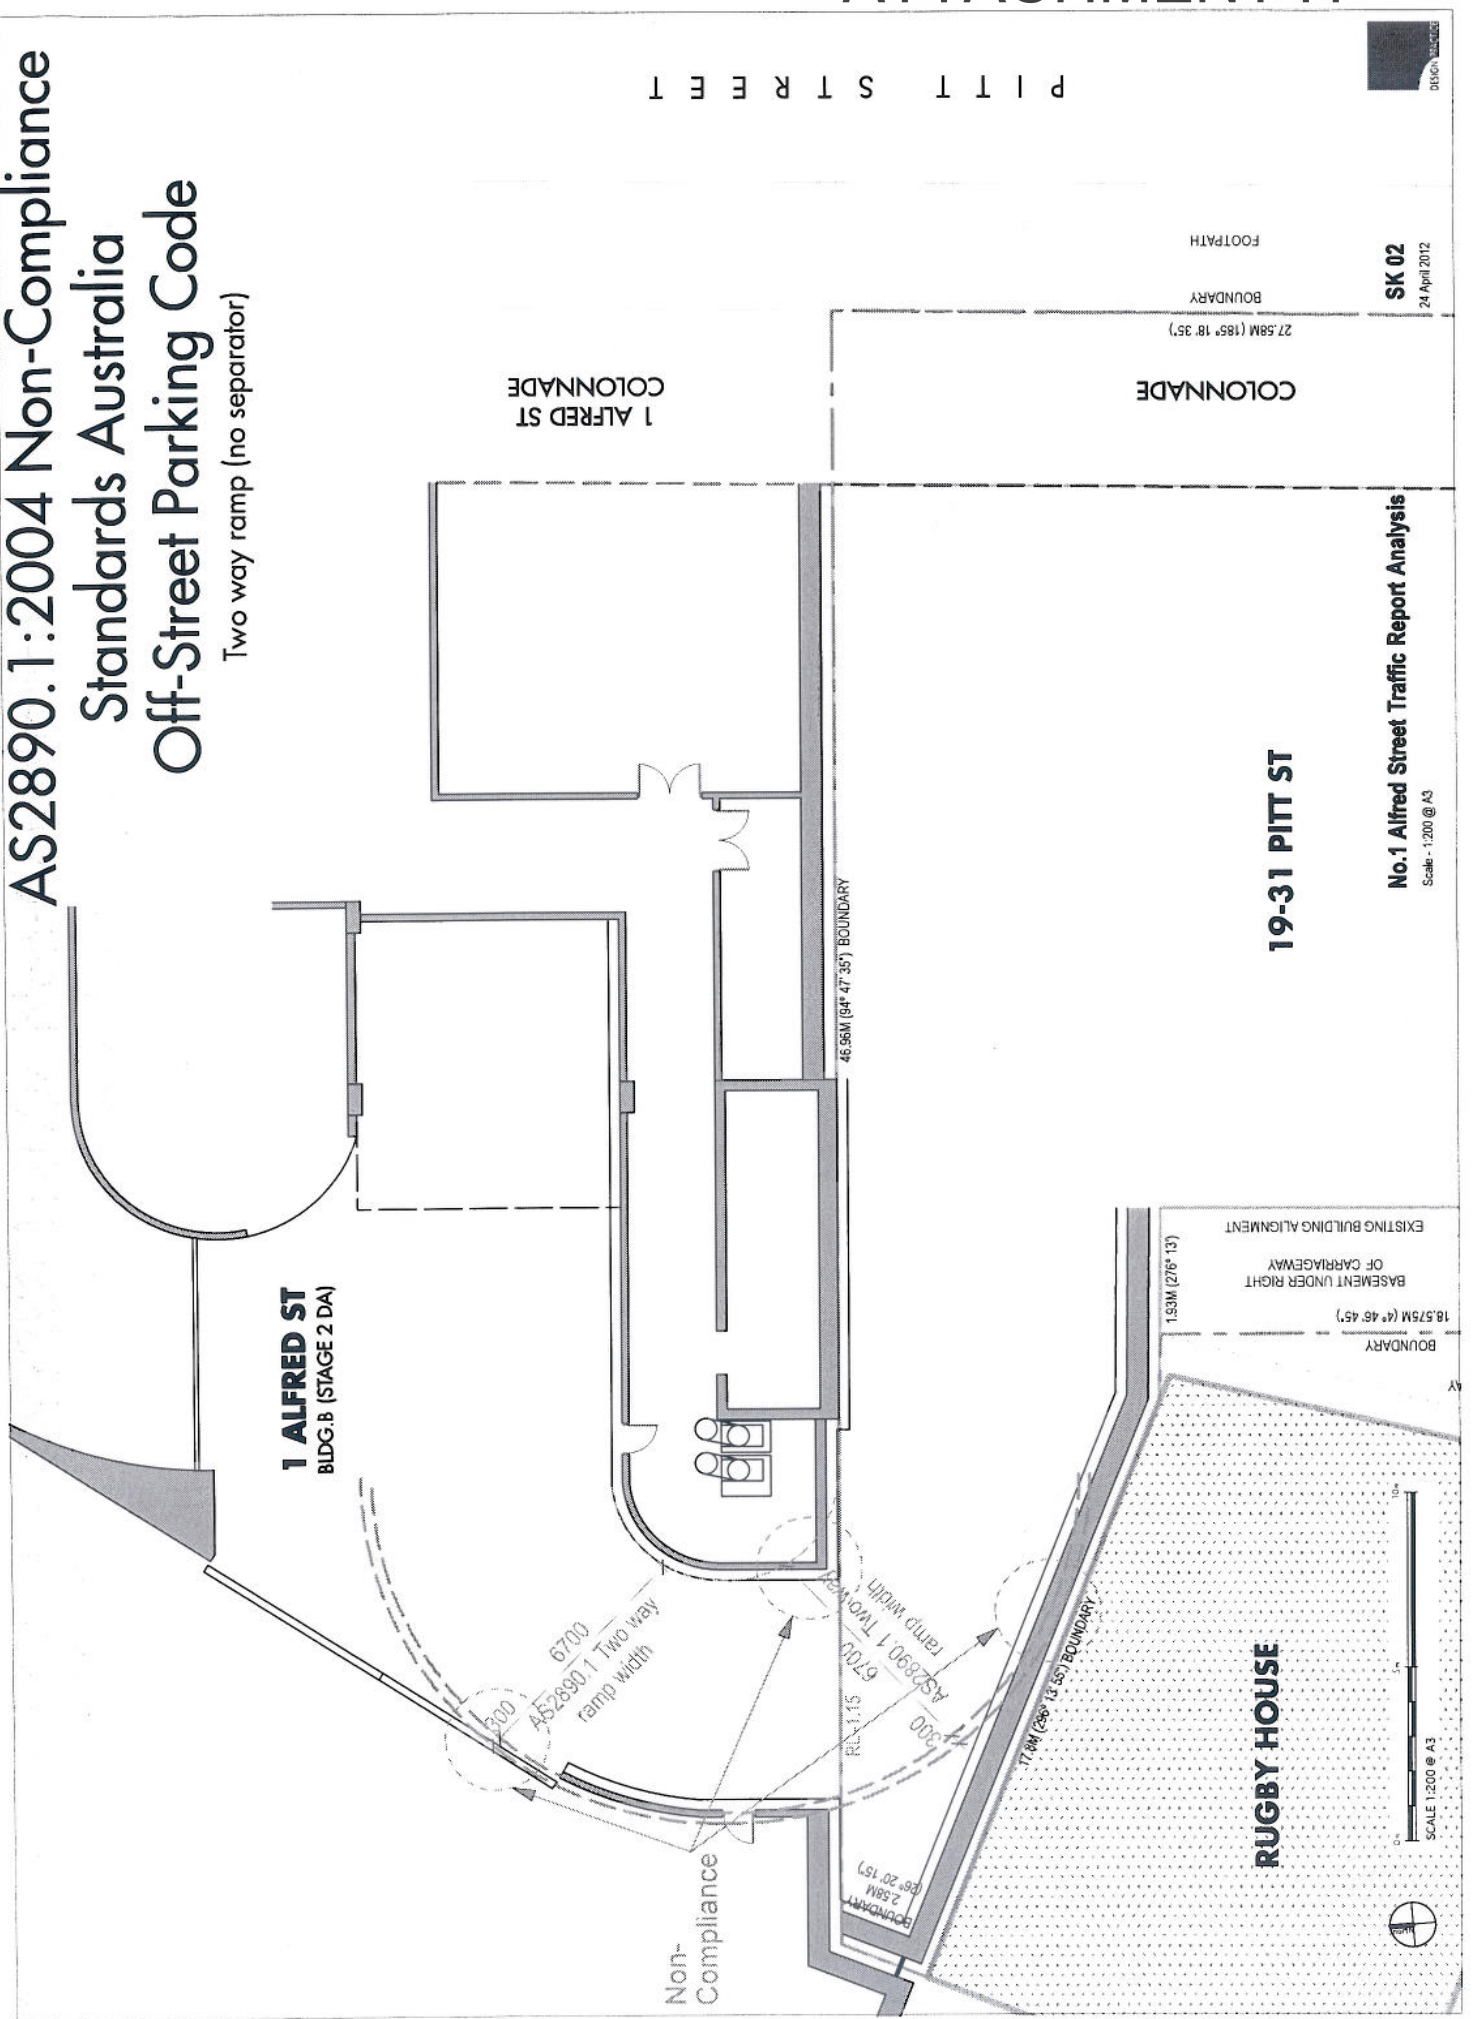 AS2890.1:2004 Non-Compliance
Standards Australia
Off-Street Parking Code
Two way ramp (no separator)
PITT STREET
DESIGN PRACTICE
FOOTPATH
BOUNDARY
27.58M (185° 18' 35")
COLONNADE
1 ALFRED ST
COLONNADE
SK 02
24 April 2012
No.1 Alfred Street Traffic Report Analysis
Scale - 1:200 @ A3
19-31 PITT ST
46.96M (94° 47' 35") BOUNDARY
1 ALFRED ST
BLDG.B (STAGE 2 DA)
EXISTING BUILDING ALIGNMENT
BASEMENT UNDER RIGHT
OF CARRIAGEWAY
1.93M (276° 13')
18.575M (4° 46' 45")
BOUNDARY
300
6700
AS2890.1 Two way
ramp width
300
6700
AS2890.1 Two way
ramp width
RL-1.15
17.8M (296° 13' 55") BOUNDARY
BOUNDARY
2.58M
(26° 20' 15")
Non-
Compliance
RUGBY HOUSE
0m
5m
10m
SCALE 1:200 @ A3